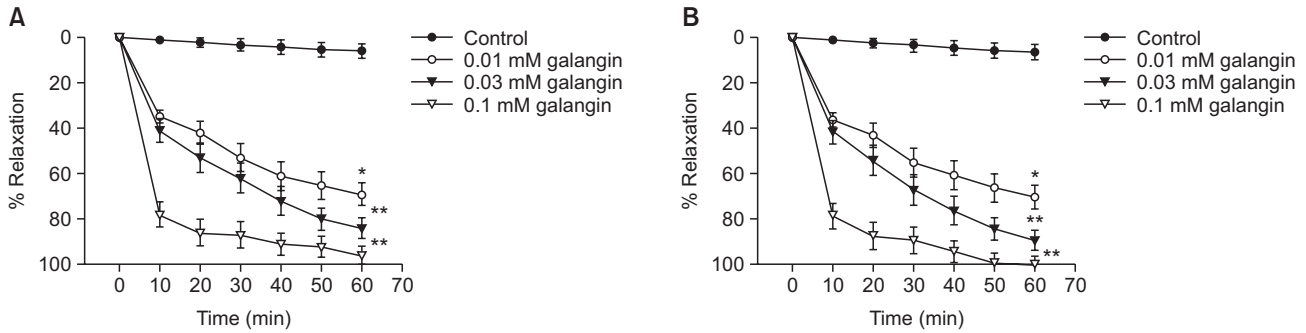 A
% Relaxation
0
20
40
60
80
100
*
**
**
0 10 20 30 40 50 60 70
Time (min)
Control
0.01 mM galangin
0.03 mM galangin
0.1 mM galangin
B
% Relaxation
0
20
40
60
80
100
*
**
**
0 10 20 30 40 50 60 70
Time (min)
Control
0.01 mM galangin
0.03 mM galangin
0.1 mM galangin